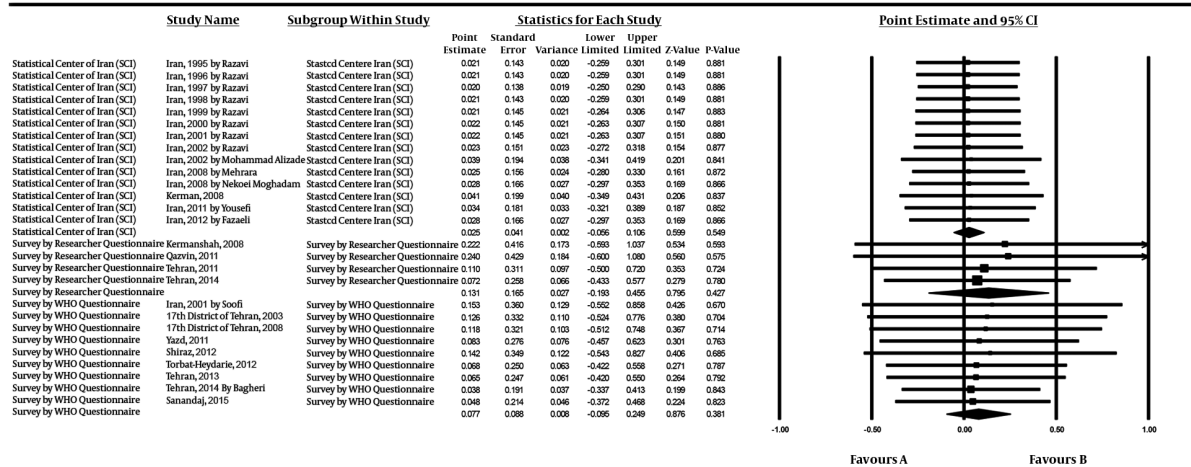 Study Name Subgroup Within Study Statistics for Each Study Point Estimate and 95% CI
Point Standard Lower Upper
Estimate Error Variance Limited Limited Z-Value P-Value
Statistical Center of Iran (SCI) Iran, 1995 by Razavi Stastcd Centere Iran (SCI) 0.021 0.143 0.020 -0.259 0.301 0.149 0.881
Statistical Center of Iran (SCI) Iran, 1996 by Razavi Stastcd Centere Iran (SCI) 0.021 0.143 0.020 -0.259 0.301 0.149 0.881
Statistical Center of Iran (SCI) Iran, 1997 by Razavi Stastcd Centere Iran (SCI) 0.020 0.138 0.019 -0.250 0.290 0.143 0.886
Statistical Center of Iran (SCI) Iran, 1998 by Razavi Stastcd Centere Iran (SCI) 0.021 0.143 0.020 -0.259 0.301 0.149 0.881
Statistical Center of Iran (SCI) Iran, 1999 by Razavi Stastcd Centere Iran (SCI) 0.021 0.145 0.021 -0.264 0.306 0.147 0.883
Statistical Center of Iran (SCI) Iran, 2000 by Razavi Stastcd Centere Iran (SCI) 0.022 0.145 0.021 -0.263 0.307 0.150 0.881
Statistical Center of Iran (SCI) Iran, 2001 by Razavi Stastcd Centere Iran (SCI) 0.022 0.145 0.021 -0.263 0.307 0.151 0.880
Statistical Center of Iran (SCI) Iran, 2002 by Razavi Stastcd Centere Iran (SCI) 0.023 0.151 0.023 -0.272 0.318 0.154 0.877
Statistical Center of Iran (SCI) Iran, 2002 by Mohammad Alizade Stastcd Centere Iran (SCI) 0.039 0.194 0.038 -0.341 0.419 0.201 0.841
Statistical Center of Iran (SCI) Iran, 2008 by Mehrara Stastcd Centere Iran (SCI) 0.025 0.156 0.024 -0.280 0.330 0.161 0.872
Statistical Center of Iran (SCI) Iran, 2008 by Nekoei Moghadam Stastcd Centere Iran (SCI) 0.028 0.166 0.027 -0.297 0.353 0.169 0.866
Statistical Center of Iran (SCI) Kerman, 2008 Stastcd Centere Iran (SCI) 0.041 0.199 0.040 -0.349 0.431 0.206 0.837
Statistical Center of Iran (SCI) Iran, 2011 by Yousefi Stastcd Centere Iran (SCI) 0.034 0.181 0.033 -0.321 0.389 0.187 0.852
Statistical Center of Iran (SCI) Iran, 2012 by Fazaeli Stastcd Centere Iran (SCI) 0.028 0.166 0.027 -0.297 0.353 0.169 0.866
Statistical Center of Iran (SCI) 0.025 0.041 0.002 -0.056 0.106 0.599 0.549
Survey by Researcher Questionnaire Kermanshah, 2008 Survey by Researcher Questionnaire 0.222 0.416 0.173 -0.593 1.037 0.534 0.593
Survey by Researcher Questionnaire Qazvin, 2011 Survey by Researcher Questionnaire 0.240 0.429 0.184 -0.600 1.080 0.560 0.575
Survey by Researcher Questionnaire Tehran, 2011 Survey by Researcher Questionnaire 0.110 0.311 0.097 -0.500 0.720 0.353 0.724
Survey by Researcher Questionnaire Tehran, 2014 Survey by Researcher Questionnaire 0.072 0.258 0.066 -0.433 0.577 0.279 0.780
Survey by Researcher Questionnaire 0.131 0.165 0.027 -0.193 0.455 0.795 0.427
Survey by WHO Questionnaire Iran, 2001 by Soofi Survey by WHO Questionnaire 0.153 0.360 0.129 -0.552 0.858 0.426 0.670
Survey by WHO Questionnaire 17th District of Tehran, 2003 Survey by WHO Questionnaire 0.126 0.332 0.110 -0.524 0.776 0.380 0.704
Survey by WHO Questionnaire 17th District of Tehran, 2008 Survey by WHO Questionnaire 0.118 0.321 0.103 -0.512 0.748 0.367 0.714
Survey by WHO Questionnaire Yazd, 2011 Survey by WHO Questionnaire 0.083 0.276 0.076 -0.457 0.623 0.301 0.763
Survey by WHO Questionnaire Shiraz, 2012 Survey by WHO Questionnaire 0.142 0.349 0.122 -0.543 0.827 0.406 0.685
Survey by WHO Questionnaire Torbat-Heydarie, 2012 Survey by WHO Questionnaire 0.068 0.250 0.063 -0.422 0.558 0.271 0.787
Survey by WHO Questionnaire Tehran, 2013 Survey by WHO Questionnaire 0.065 0.247 0.061 -0.420 0.550 0.264 0.792
Survey by WHO Questionnaire Tehran, 2014 By Bagheri Survey by WHO Questionnaire 0.038 0.191 0.037 -0.337 0.413 0.199 0.843
Survey by WHO Questionnaire Sanandaj, 2015 Survey by WHO Questionnaire 0.048 0.214 0.046 -0.372 0.468 0.224 0.823
Survey by WHO Questionnaire 0.077 0.088 0.008 -0.095 0.249 0.876 0.381
-1.00 -0.50 0.00 0.50 1.00
Favours A Favours B